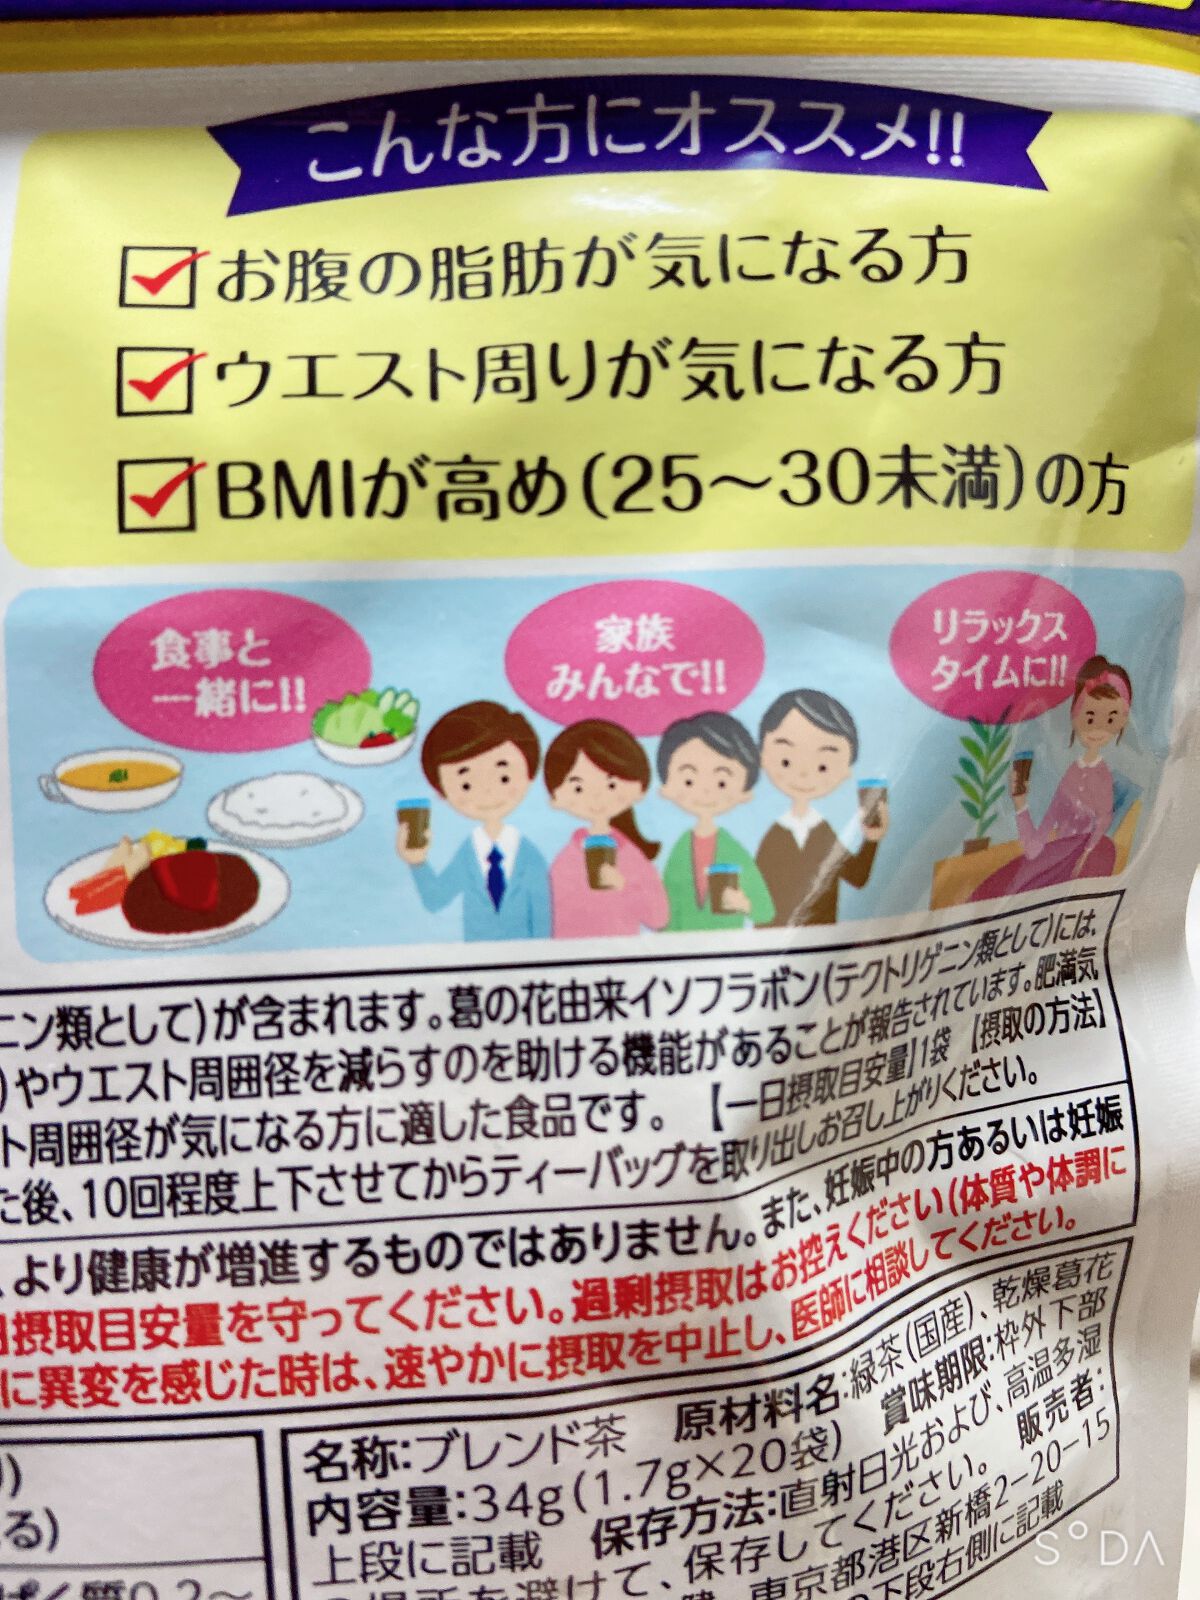 こんな方にオススメ!!
お腹の脂肪が気になる方
ウエスト周りが気になる方
BMIが高め(25〜30未満)の方
食事と
一緒に!!
家族
みんなで!!
リラックス
タイムに!!
ニン類として)が含まれます。葛の花由来イソフラボン(テクトリゲニン類として)には、
)やウエスト周囲径を減らすのを助ける機能があることが報告されています。肥満気
ト周囲径が気になる方に適した食品です。【一日摂取目安量】1袋 【摂取の方法】
た後、10回程度上下させてからティーバッグを取り出しお召し上がりください。
より健康が増進するものではありません。また、妊娠中の方あるいは妊娠
日摂取目安量を守ってください。過剰摂取はお控えください(体質や体調に
に異変を感じた時は、速やかに摂取を中止し、医師に相談してください。
る)
名称:ブレンド茶 原材料名:緑茶(国産)、乾燥葛花
内容量:34g(1.7g×20袋) 賞味期限:枠外下部
上段に記載 保存方法:直射日光および、高温多湿
を避けて、保存してください。 販売者:
東京都港区新橋2-20-15
下段右側に記載
S°DA